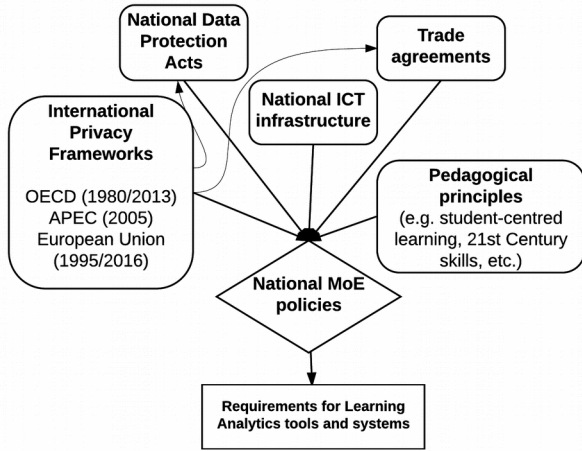 National Data
Protection
Acts
Trade
agreements
National ICT
infrastructure
International
Privacy
Frameworks
OECD (1980/2013)
APEC (2005)
European Union
(1995/2016)
Pedagogical
principles
(e.g. student-centred
learning, 21st Century
skills, etc.)
National MoE
policies
Requirements for Learning
Analytics tools and systems